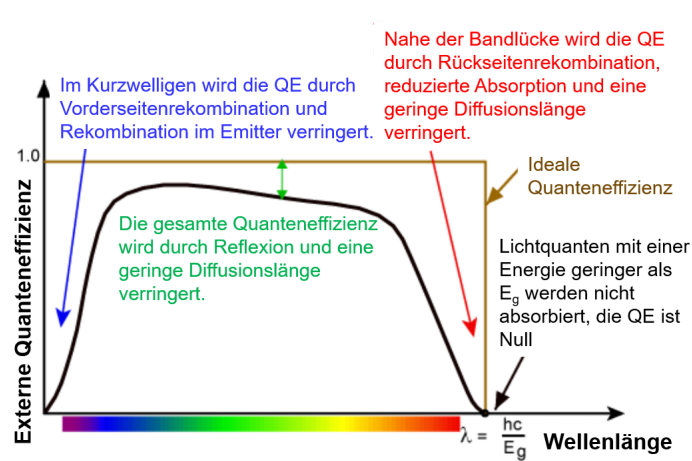 Nahe der Bandlücke wird die QE
durch Rückseitenrekombination,
reduzierte Absorption und eine
geringe Diffusionslänge
verringert.
Im Kurzwelligen wird die QE durch
Vorderseitenrekombination und
Rekombination im Emitter verringert.
1.0
Ideale
Quanteneffizienz
Die gesamte Quanteneffizienz
wird durch Reflexion und eine
geringe Diffusionslänge
verringert.
Lichtquanten mit einer
Energie geringer als
Eg werden nicht
absorbiert, die QE ist
Null
Externe Quanteneffizienz
λ = hc/Eg
Wellenlänge